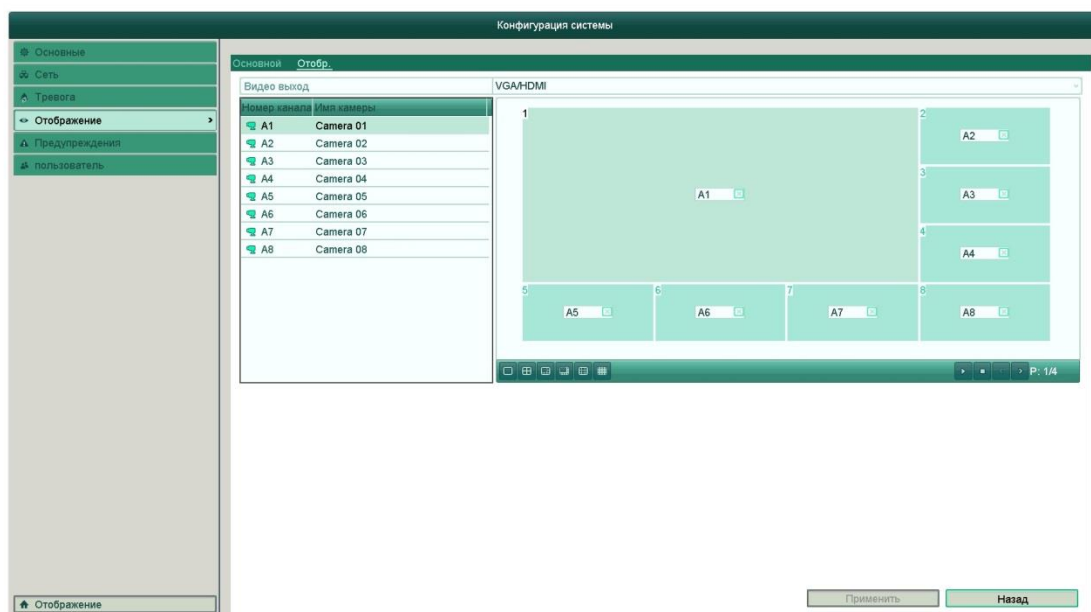 Конфигурация системы
Основные
Сеть
Тревога
Отображение
Предупреждения
пользователь
Основной Отобр.
Видео выход VGA/HDMI
Номер канала Имя камеры
A1 Camera 01
A2 Camera 02
A3 Camera 03
A4 Camera 04
A5 Camera 05
A6 Camera 06
A7 Camera 07
A8 Camera 08
1
A1
2
A2
3
A3
4
A4
5
A5
6
A6
7
A7
8
A8
P: 1/4
Применить Назад
Отображение